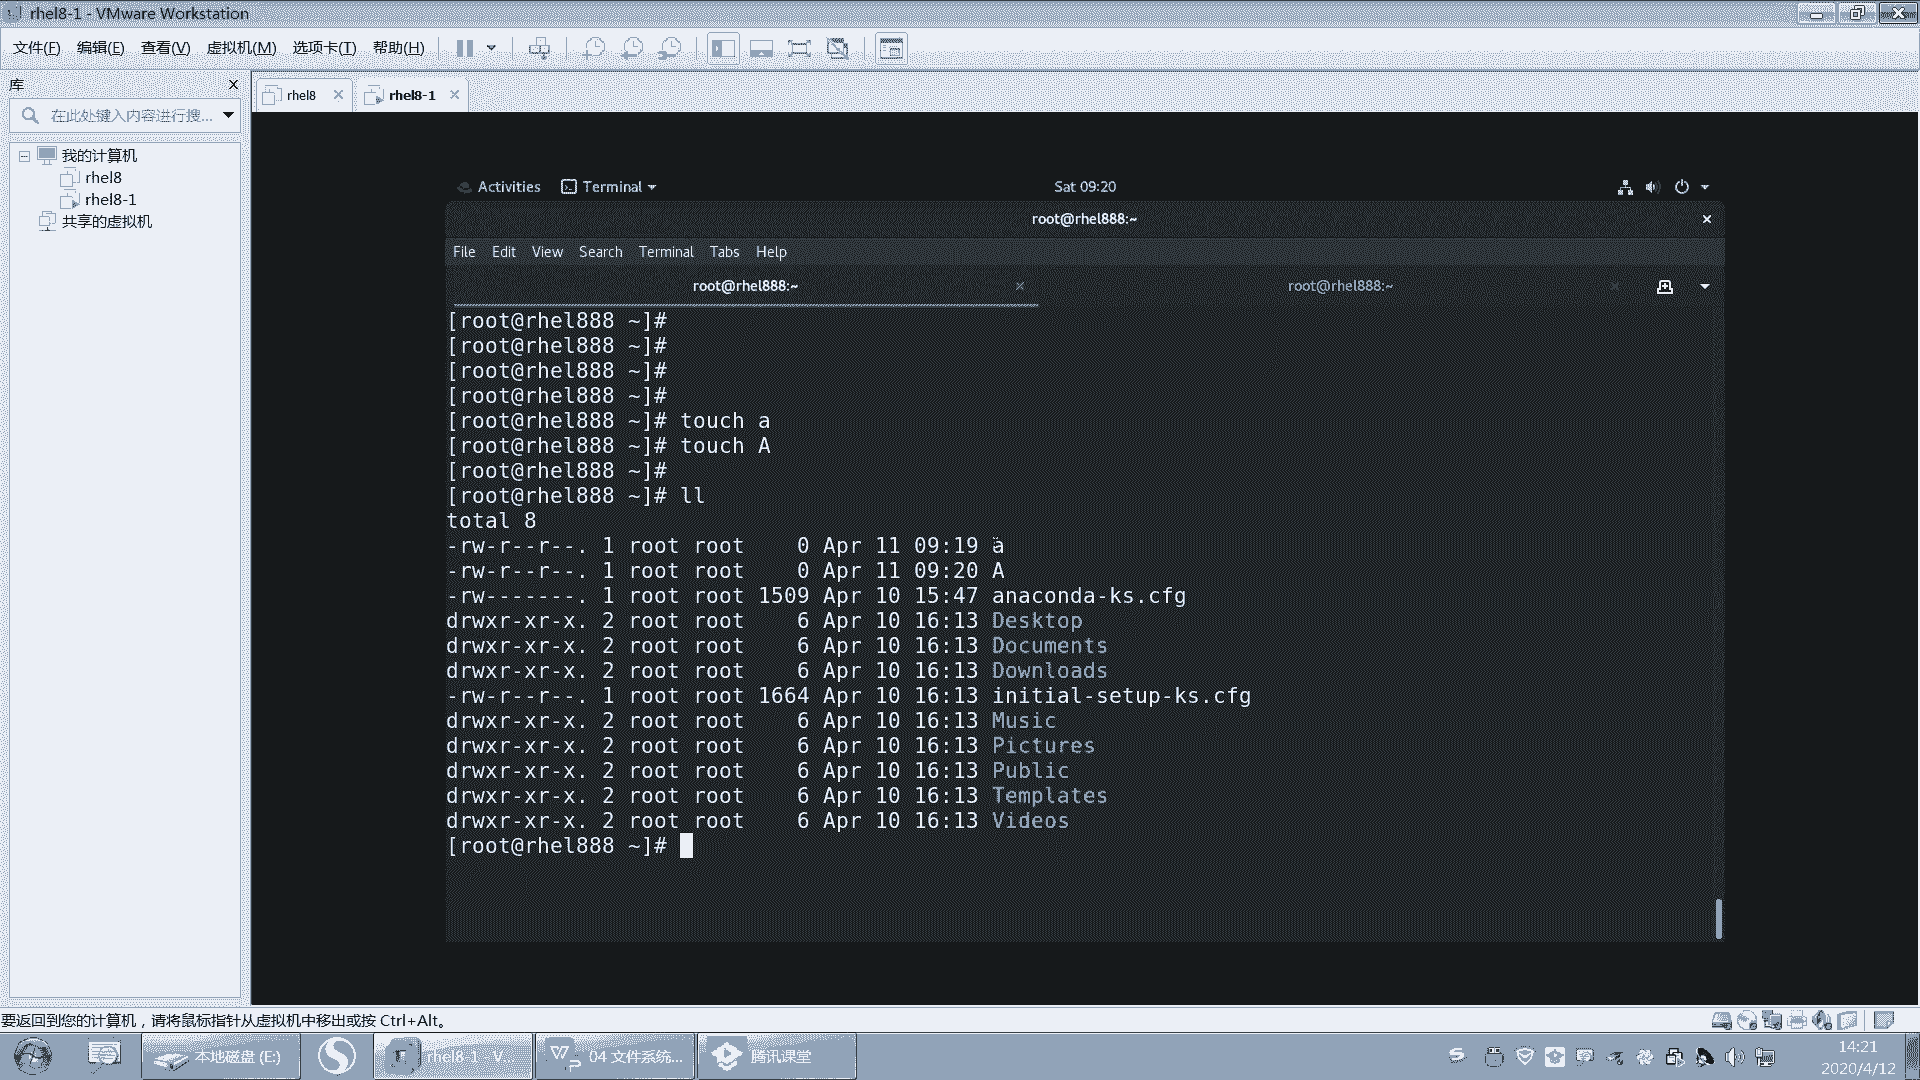 rhel8-1 - VMware Workstation
文件(F) 编辑(E) 查看(V) 虚拟机(M) 选项卡(T) 帮助(H)
库
在此处键入内容进行搜...
我的计算机
rhel8
rhel8-1
共享的虚拟机
rhel8
rhel8-1
Activities Terminal Sat 09:20
root@rhel888:~
File Edit View Search Terminal Tabs Help
root@rhel888:~ root@rhel888:~
[root@rhel888 ~]#
[root@rhel888 ~]#
[root@rhel888 ~]#
[root@rhel888 ~]#
[root@rhel888 ~]# touch a
[root@rhel888 ~]# touch A
[root@rhel888 ~]#
[root@rhel888 ~]# ll
total 8
-rw-r--r--. 1 root root    0 Apr 11 09:19 a
-rw-r--r--. 1 root root    0 Apr 11 09:20 A
-rw-------. 1 root root 1509 Apr 10 15:47 anaconda-ks.cfg
drwxr-xr-x. 2 root root    6 Apr 10 16:13 Desktop
drwxr-xr-x. 2 root root    6 Apr 10 16:13 Documents
drwxr-xr-x. 2 root root    6 Apr 10 16:13 Downloads
-rw-r--r--. 1 root root 1664 Apr 10 16:13 initial-setup-ks.cfg
drwxr-xr-x. 2 root root    6 Apr 10 16:13 Music
drwxr-xr-x. 2 root root    6 Apr 10 16:13 Pictures
drwxr-xr-x. 2 root root    6 Apr 10 16:13 Public
drwxr-xr-x. 2 root root    6 Apr 10 16:13 Templates
drwxr-xr-x. 2 root root    6 Apr 10 16:13 Videos
[root@rhel888 ~]#
要返回到您的计算机，请将鼠标指针从虚拟机中移出或按 Ctrl+Alt。
本地磁盘 (E:) rhel8-1 - V... 04 文件系统... 腾讯课堂
14:21
2020/4/12